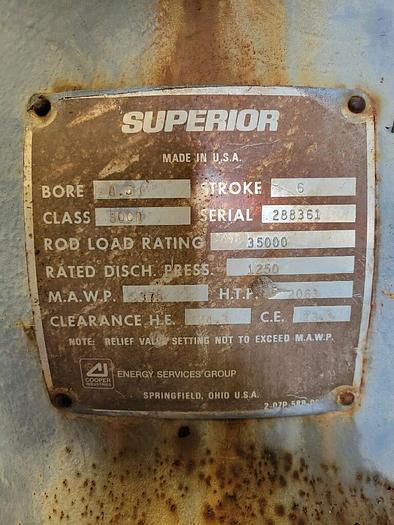 SUPERIOR
MADE IN U.S.A.
BORE STROKE 6
CLASS SERIAL 288361
ROD LOAD RATING 35000
RATED DISCH. PRESS. 1250
M.A.W.P. H.T.P.
CLEARANCE H.E. C.E.
NOTE: RELIEF VALVE SETTING NOT TO EXCEED M.A.W.P.
COOPER INDUSTRIES ENERGY SERVICES GROUP
SPRINGFIELD, OHIO U.S.A.